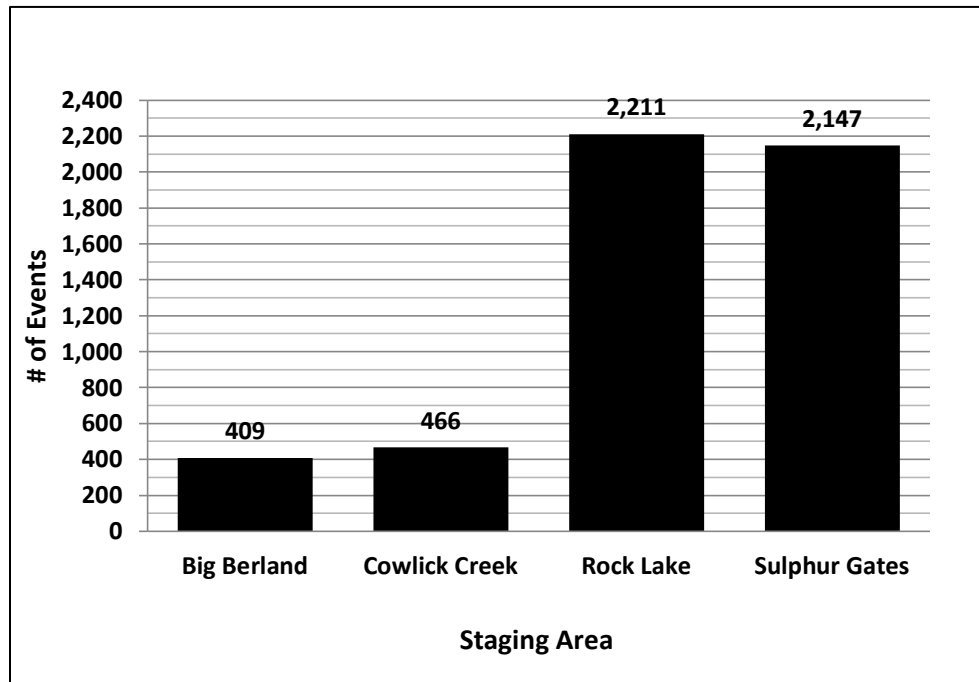 2,400
2,200
2,000
1,800
1,600
1,400
1,200
1,000
800
600
400
200
0
# of Events
409
466
2,211
2,147
Big Berland
Cowlick Creek
Rock Lake
Sulphur Gates
Staging Area